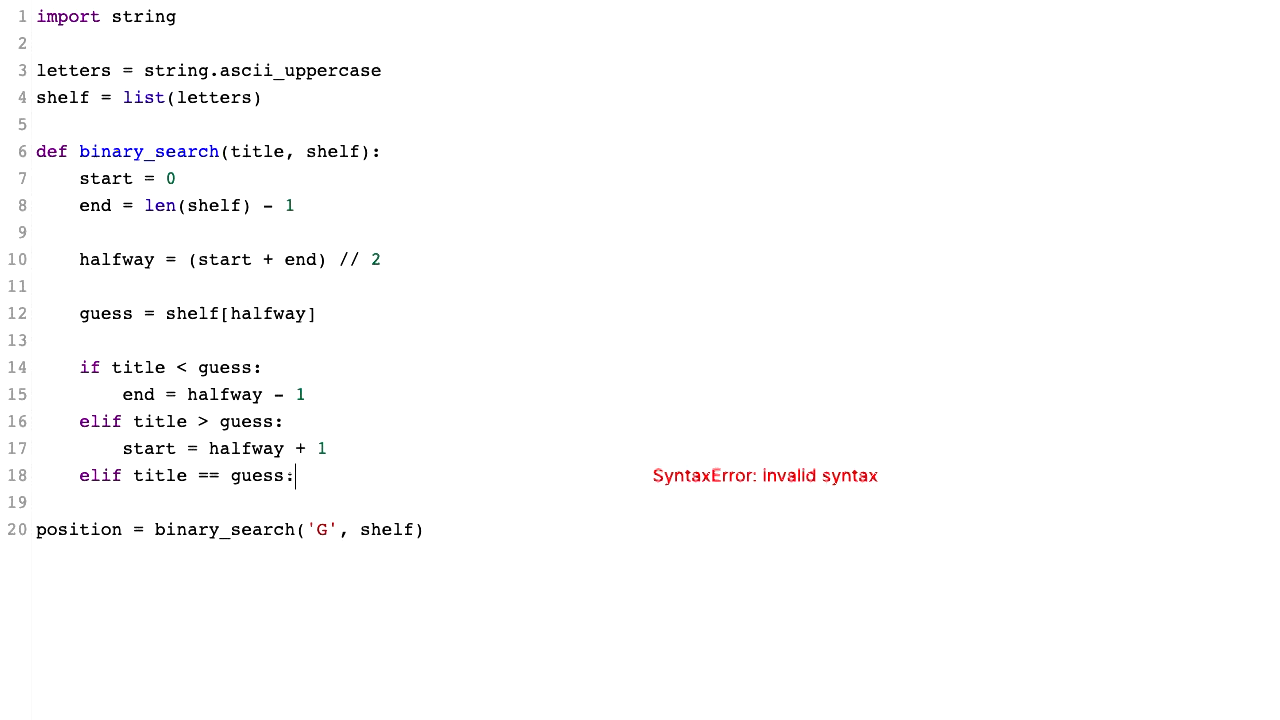 1 import string
2
3 letters = string.ascii_uppercase
4 shelf = list(letters)
5
6 def binary_search(title, shelf):
7     start = 0
8     end = len(shelf) - 1
9
10     halfway = (start + end) // 2
11
12     guess = shelf[halfway]
13
14     if title < guess:
15         end = halfway - 1
16     elif title > guess:
17         start = halfway + 1
18     elif title == guess: SyntaxError: invalid syntax
19
20 position = binary_search('G', shelf)